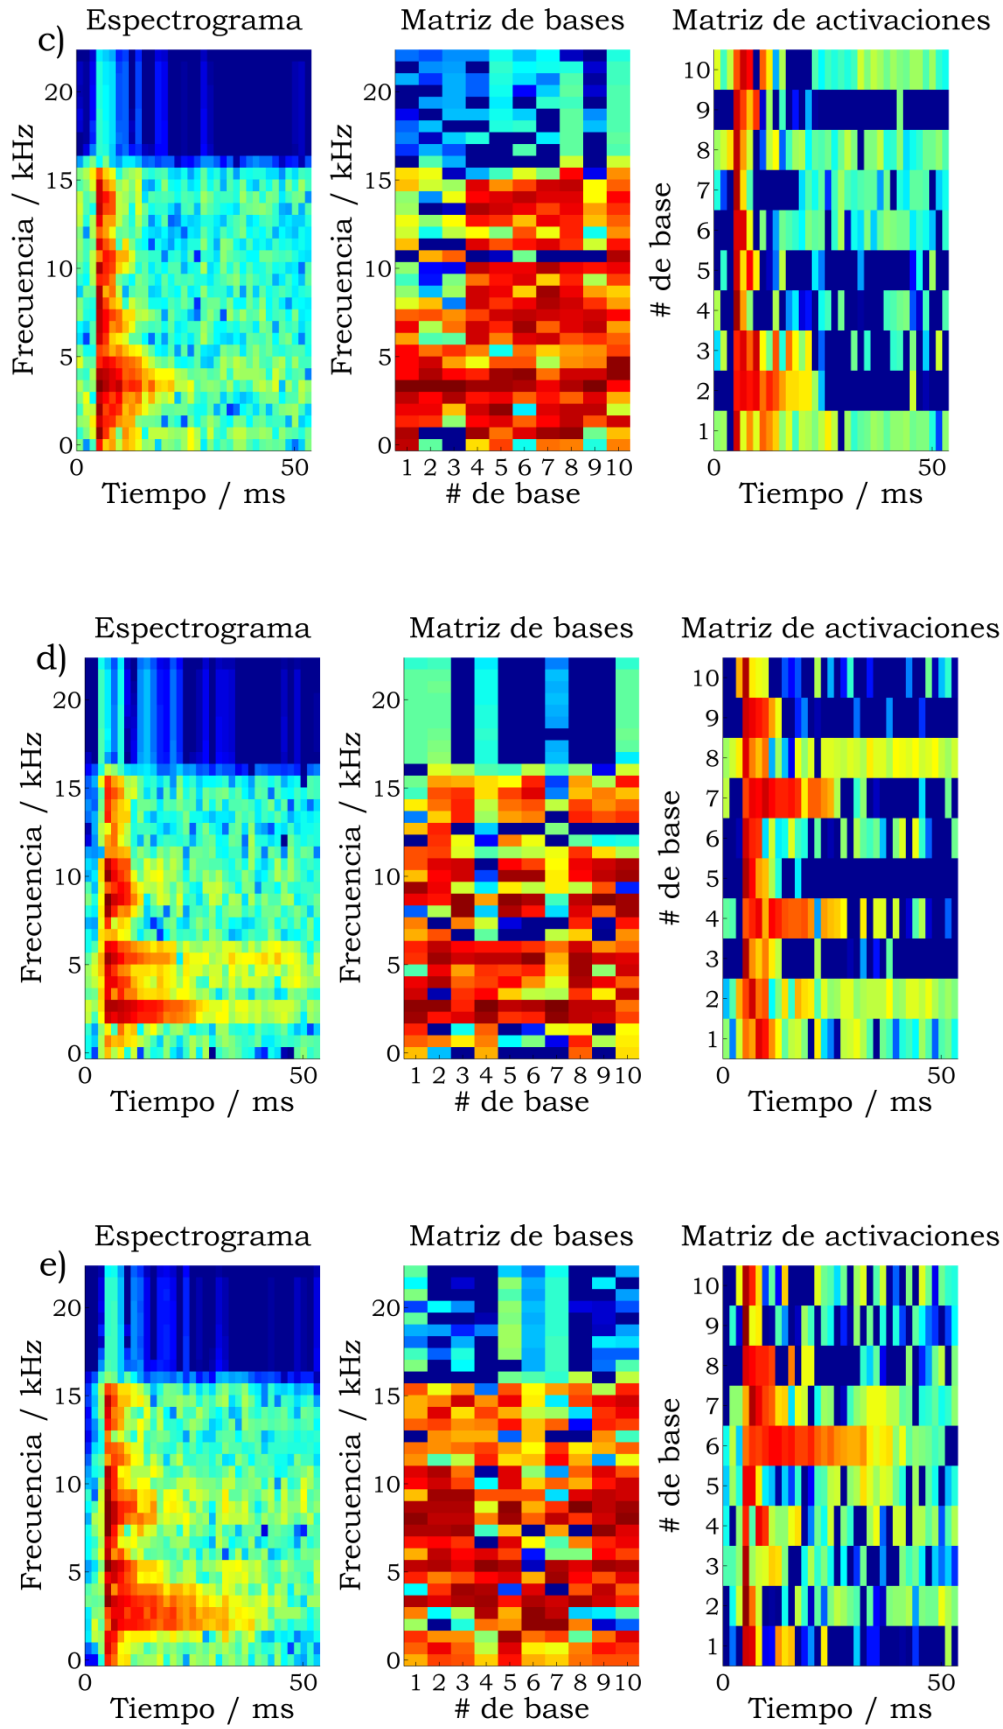 Espectrograma Matriz de bases Matriz de activaciones
c)
Frecuencia / kHz
20
15
10
5
0
0 50
Tiempo / ms
Frecuencia / kHz
20
15
10
5
0
1 2 3 4 5 6 7 8 9 10
# de base
# de base
10
9
8
7
6
5
4
3
2
1
0 50
Tiempo / ms
Espectrograma Matriz de bases Matriz de activaciones
d)
Frecuencia / kHz
20
15
10
5
0
0 50
Tiempo / ms
Frecuencia / kHz
20
15
10
5
0
1 2 3 4 5 6 7 8 9 10
# de base
# de base
10
9
8
7
6
5
4
3
2
1
0 50
Tiempo / ms
Espectrograma Matriz de bases Matriz de activaciones
e)
Frecuencia / kHz
20
15
10
5
0
0 50
Tiempo / ms
Frecuencia / kHz
20
15
10
5
0
1 2 3 4 5 6 7 8 9 10
# de base
# de base
10
9
8
7
6
5
4
3
2
1
0 50
Tiempo / ms